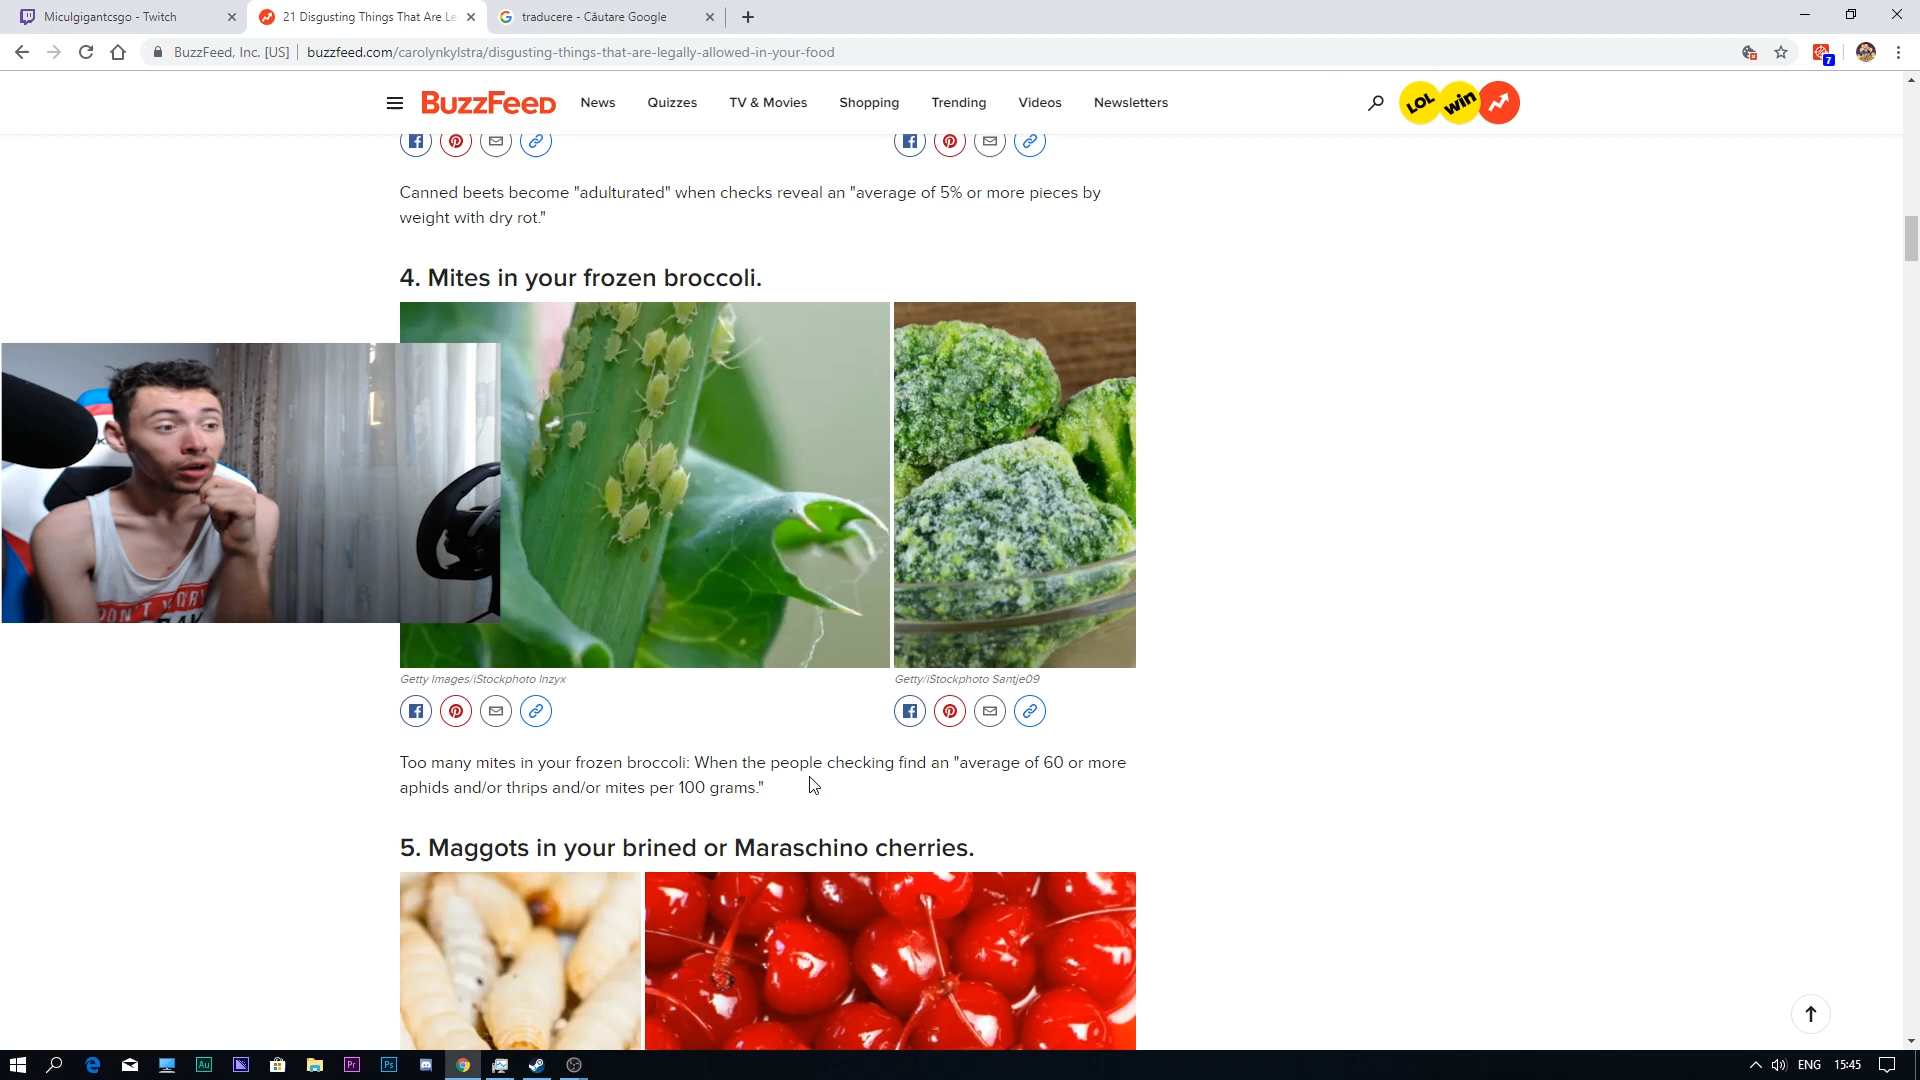 Miculgigantcsgo - Twitch
21 Disgusting Things That Are Le
traducere - Căutare Google
BuzzFeed, Inc. [US]
buzzfeed.com/carolynkylstra/disgusting-things-that-are-legally-allowed-in-your-food
7
BuzzFeed
News
Quizzes
TV & Movies
Shopping
Trending
Videos
Newsletters
LOL
win
Canned beets become "adulturated" when checks reveal an "average of 5% or more pieces by
weight with dry rot."
4. Mites in your frozen broccoli.
DON'T
Getty Images/iStockphoto Inzyx
Getty/iStockphoto Santje09
Too many mites in your frozen broccoli: When the people checking find an "average of 60 or more
aphids and/or thrips and/or mites per 100 grams."
5. Maggots in your brined or Maraschino cherries.
Au
Pr
Ps
ENG
15:45